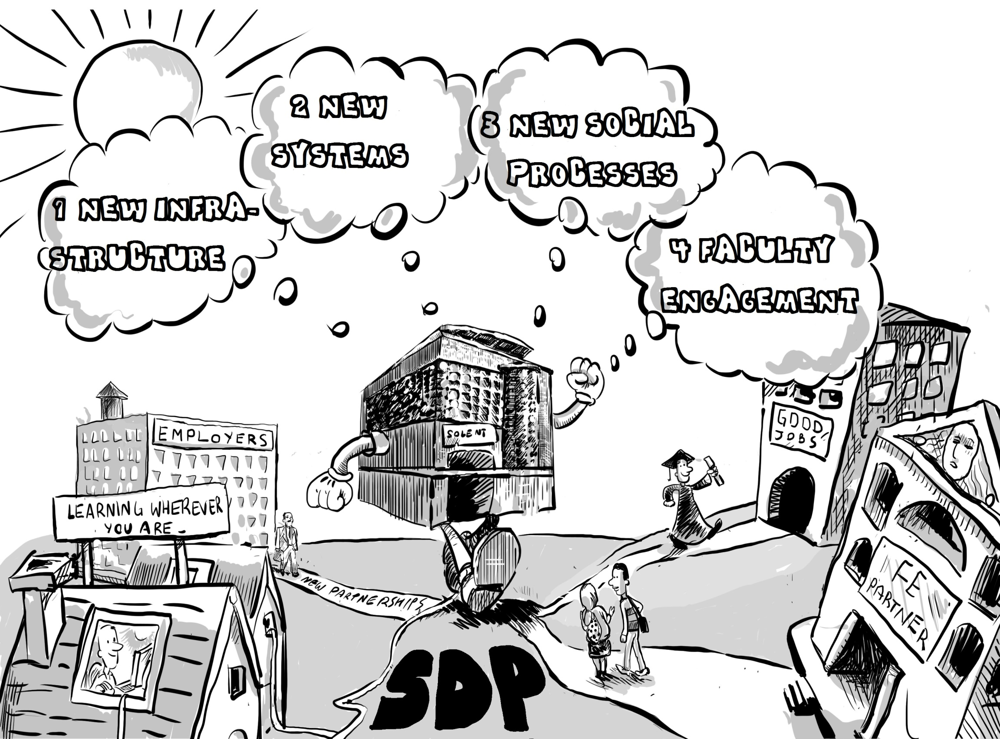 2 NEW
SYSTEMS
3 NEW SOCIAL
PROCESSES
1 NEW INFRA-
STRUCTURE
4 FACULTY
ENGAGEMENT
EMPLOYERS
SOLENT
GOOD
JOBS
LEARNING WHEREVER
YOU ARE
NEW PARTNERSHIPS
FE
PARTNER
SDP